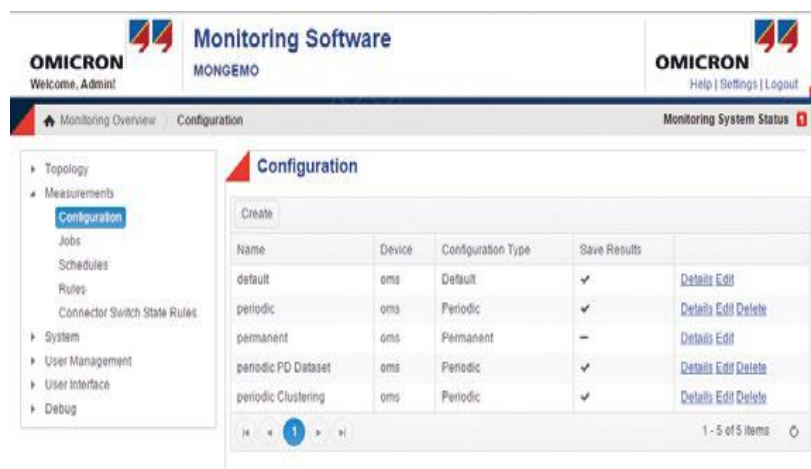 OMICRON
Welcome, Admin!
Monitoring Software
MONGEMO
OMICRON
Help | Settings | Logout
Monitoring Overview Configuration
Monitoring System Status 1
Topology
Measurements
Configuration
Jobs
Schedules
Rules
Connector Switch State Rules
System
User Management
User Interface
Debug
Configuration
Create
Name Device Configuration Type Save Results
default oms Default Details Edit
periodic oms Periodic Details Edit Delete
permanent oms Permanent Details Edit
periodic PD Dataset oms Periodic Details Edit Delete
periodic Clustering oms Periodic Details Edit Delete
1
1 - 5 of 5 items